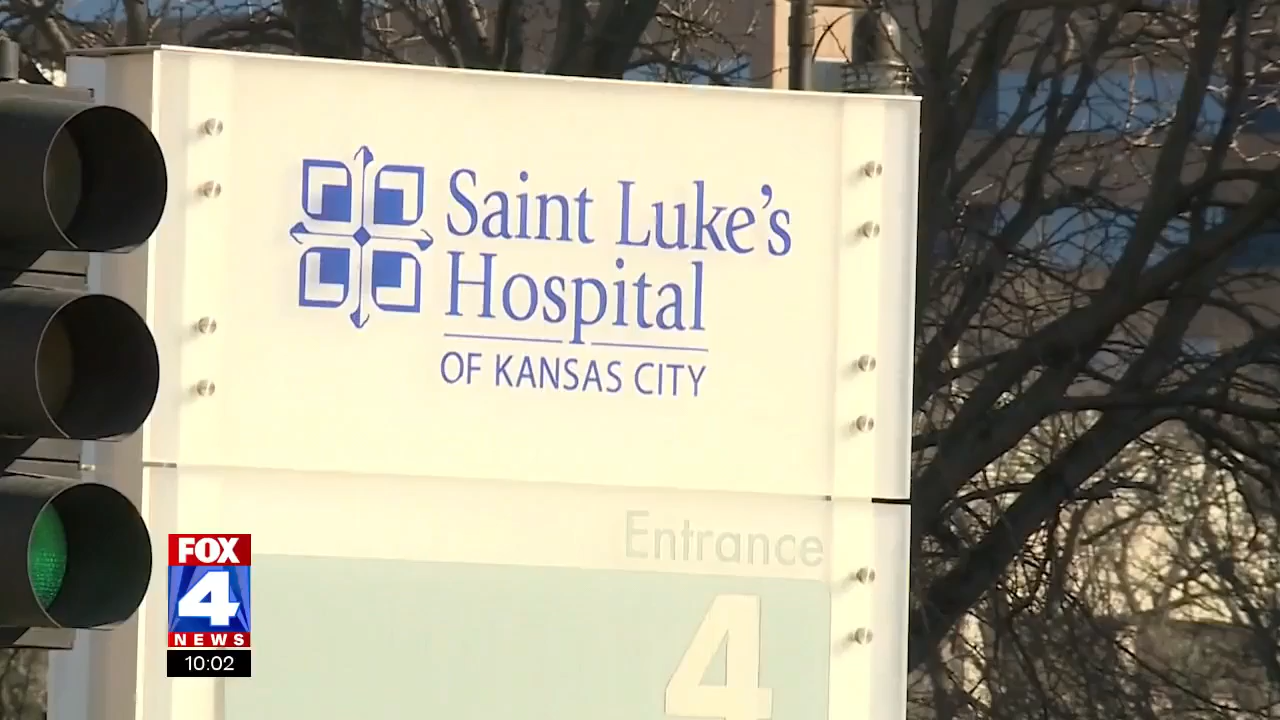 Saint Luke's
Hospital
OF KANSAS CITY
Entrance
4
FOX
4
NEWS
10:02